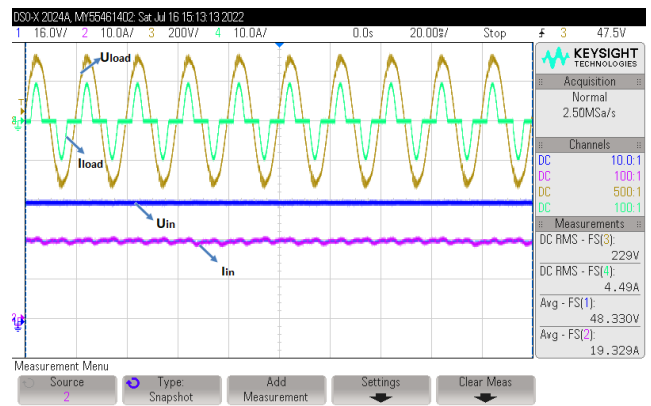 DSO-X 2024A, MY55461402: Sat Jul 16 15:13:13 2022
1 16.0V/ 2 10.0A/ 3 200V/ 4 10.0A/ 0.0s 20.00ms/ Stop 3 47.5V
KEYSIGHT
TECHNOLOGIES
Acquisition
Normal
2.50MSa/s
Channels
DC 10.0:1
DC 100:1
DC 500:1
DC 100:1
Measurements
DC RMS - FS(3):
229V
DC RMS - FS(4):
4.49A
Avg - FS(1):
48.330V
Avg - FS(2):
19.329A
Uload
Iload
Uin
Iin
Measurement Menu
Source
2
Type:
Snapshot
Add
Measurement
Settings
Clear Meas